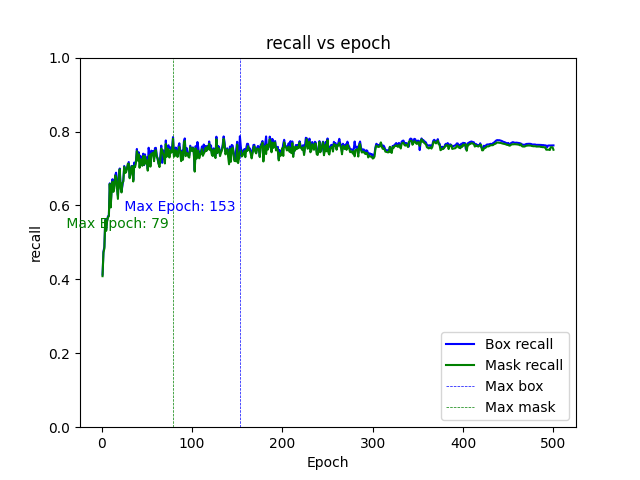 recall vs epoch
1.0
0.8
0.6
0.4
0.2
0.0
recall
Max Epoch: 153
Max Epoch: 79
Box recall
Mask recall
Max box
Max mask
0 100 200 300 400 500
Epoch